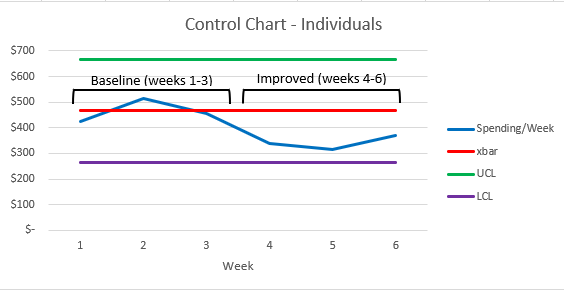 Control Chart - Individuals
$700
$600
$500
$400
$300
$200
$100
$-
Baseline (weeks 1-3)
Improved (weeks 4-6)
1 2 3 4 5 6
Week
Spending/Week
xbar
UCL
LCL